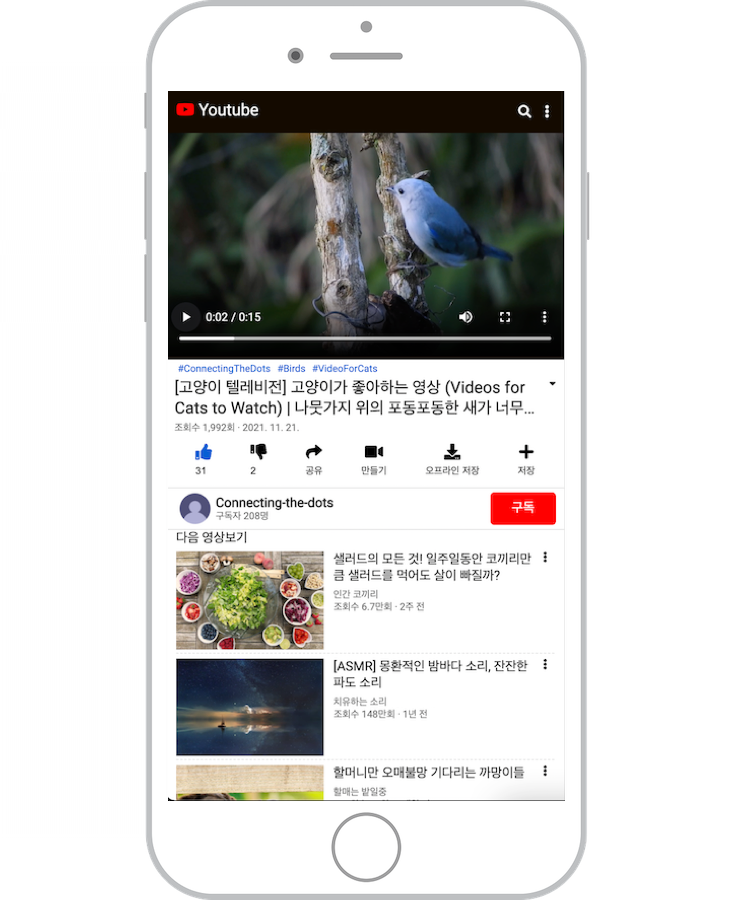 Youtube
0:02 / 0:15
#ConnectingTheDots #Birds #VideoForCats
[고양이 텔레비전] 고양이가 좋아하는 영상 (Videos for
Cats to Watch) | 나뭇가지 위의 포동포동한 새가 너무...
조회수 1,992회 · 2021. 11. 21.
31 2 공유 만들기 오프라인 저장 저장
Connecting-the-dots
구독자 208명
구독
다음 영상보기
샐러드의 모든 것! 일주일동안 코끼리만
큼 샐러드를 먹어도 살이 빠질까?
인간 코끼리
조회수 6.7만회 · 2주 전
[ASMR] 몽환적인 밤바다 소리, 잔잔한
파도 소리
치유하는 소리
조회수 148만회 · 1년 전
할머니만 오매불망 기다리는 까망이들
할매는 밭일중